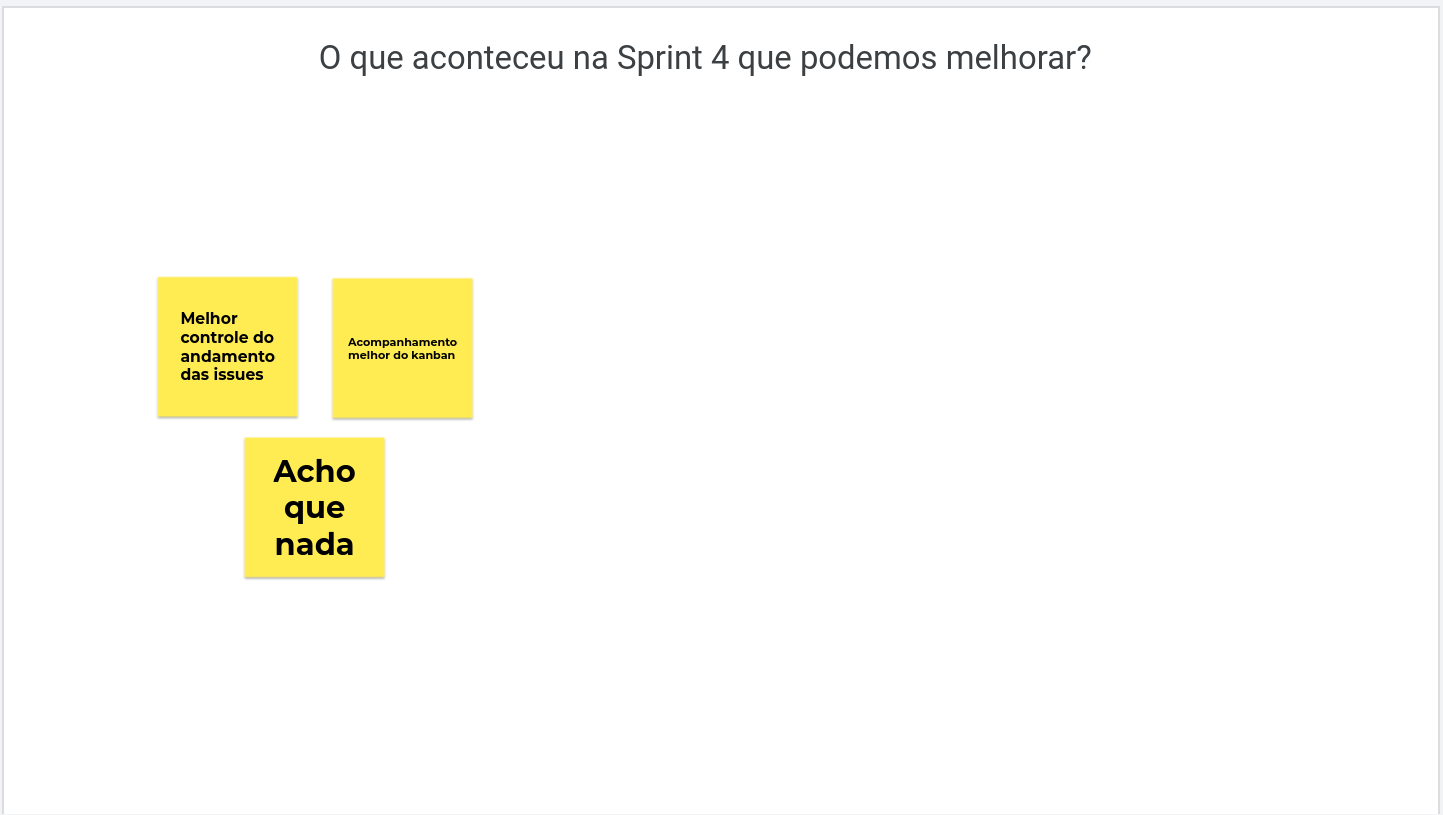 O que aconteceu na Sprint 4 que podemos melhorar?
Melhor
controle do
andamento
das issues
Acompanhamento
melhor do kanban
Acho
que
nada